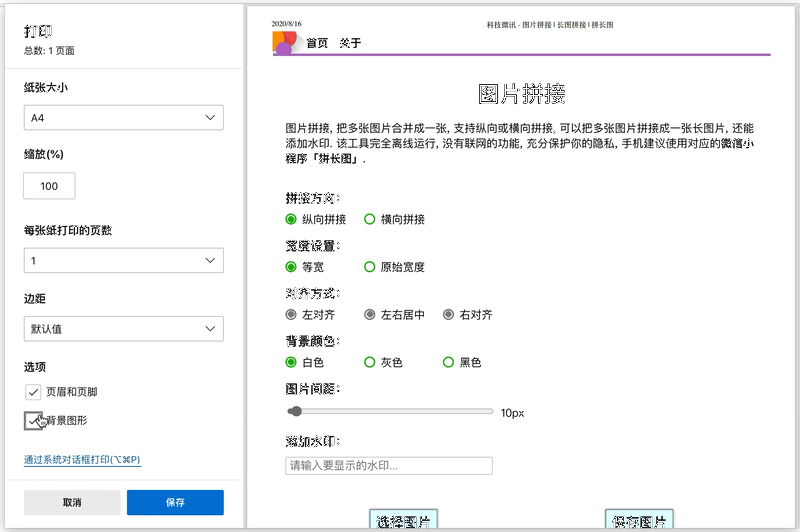 打印
总数: 1 页面
纸张大小
A4
缩放(%)
100
每张纸打印的页数
1
边距
默认值
选项
页眉和页脚
背景图形
通过系统对话框打印(⌥⌘P)
取消
保存
2020/8/16
科技微讯 - 图片拼接 | 长图拼接 | 拼长图
首页 关于
图片拼接
图片拼接, 把多张图片合并成一张, 支持纵向或横向拼接, 可以把多张图片拼接成一张长图片, 还能
添加水印. 该工具完全离线运行, 没有联网的功能, 充分保护你的隐私, 手机建议使用对应的微信小
程序「拼长图」.
拼接方向:
纵向拼接 横向拼接
宽度设置:
等宽 原始宽度
对齐方式:
左对齐 左右居中 右对齐
背景颜色:
白色 灰色 黑色
图片间距:
10px
添加水印:
请输入要显示的水印...
选择图片 保存图片